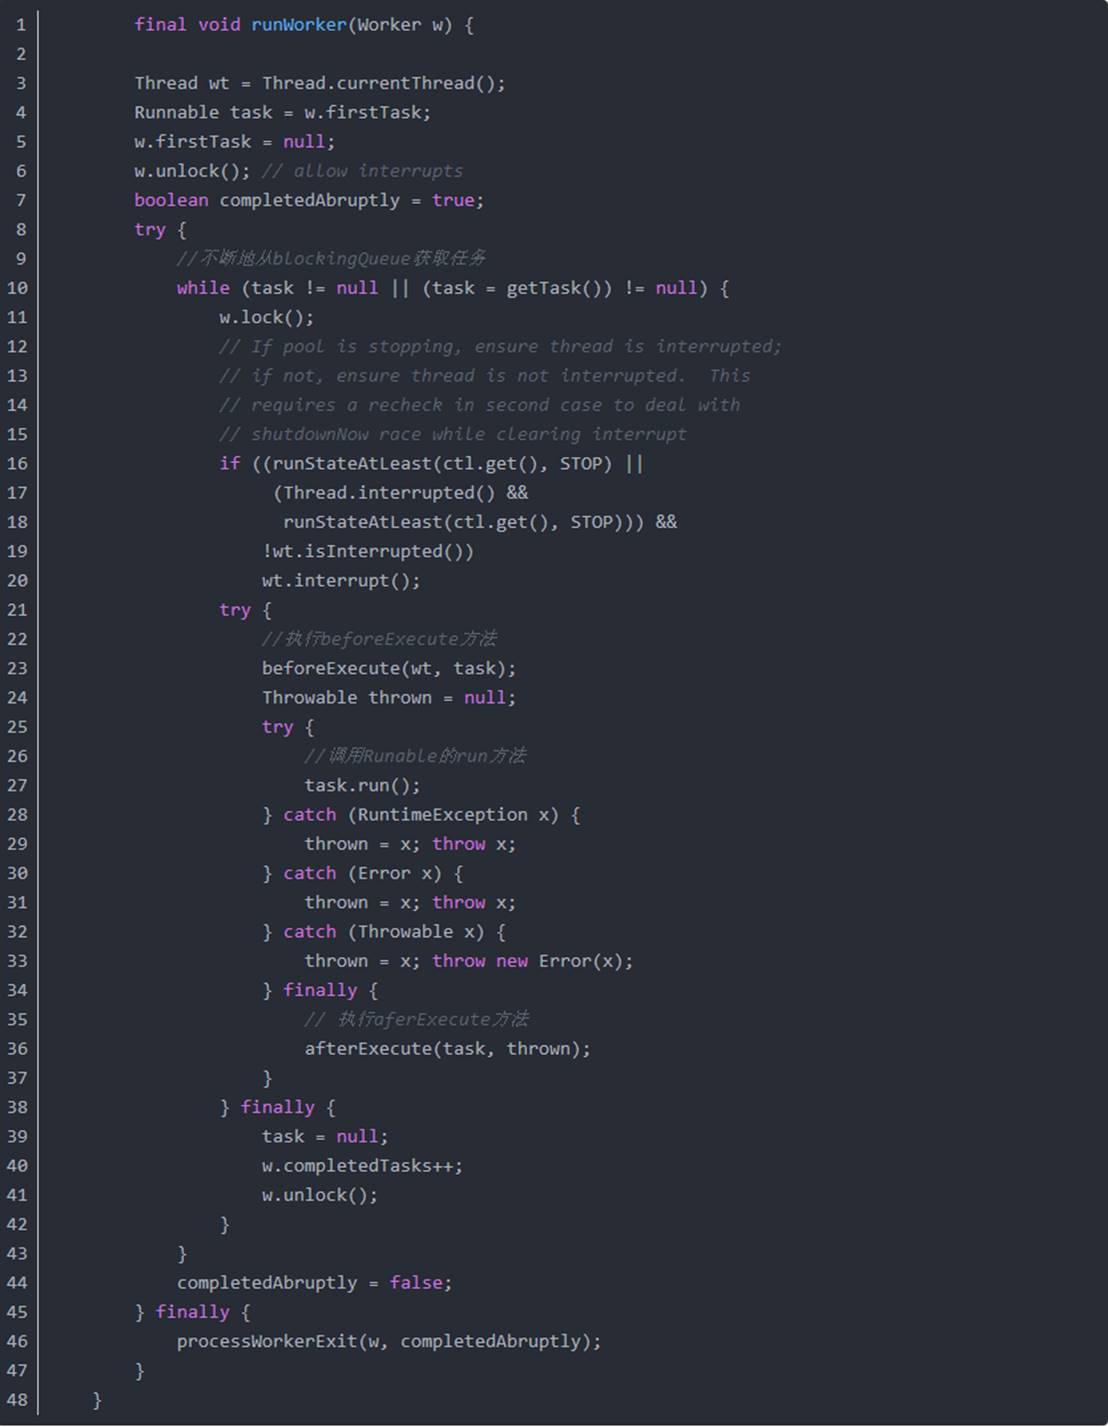 1 final void runWorker(Worker w) {
2
3 Thread wt = Thread.currentThread();
4 Runnable task = w.firstTask;
5 w.firstTask = null;
6 w.unlock(); // allow interrupts
7 boolean completedAbruptly = true;
8 try {
9 //不断地从blockingQueue获取任务
10 while (task != null || (task = getTask()) != null) {
11 w.lock();
12 // If pool is stopping, ensure thread is interrupted;
13 // if not, ensure thread is not interrupted.  This
14 // requires a recheck in second case to deal with
15 // shutdownNow race while clearing interrupt
16 if ((runStateAtLeast(ctl.get(), STOP) ||
17 (Thread.interrupted() &&
18 runStateAtLeast(ctl.get(), STOP))) &&
19 !wt.isInterrupted())
20 wt.interrupt();
21 try {
22 //执行beforeExecute方法
23 beforeExecute(wt, task);
24 Throwable thrown = null;
25 try {
26 //调用Runable的run方法
27 task.run();
28 } catch (RuntimeException x) {
29 thrown = x; throw x;
30 } catch (Error x) {
31 thrown = x; throw x;
32 } catch (Throwable x) {
33 thrown = x; throw new Error(x);
34 } finally {
35 // 执行aferExecute方法
36 afterExecute(task, thrown);
37 }
38 } finally {
39 task = null;
40 w.completedTasks++;
41 w.unlock();
42 }
43 }
44 completedAbruptly = false;
45 } finally {
46 processWorkerExit(w, completedAbruptly);
47 }
48 }